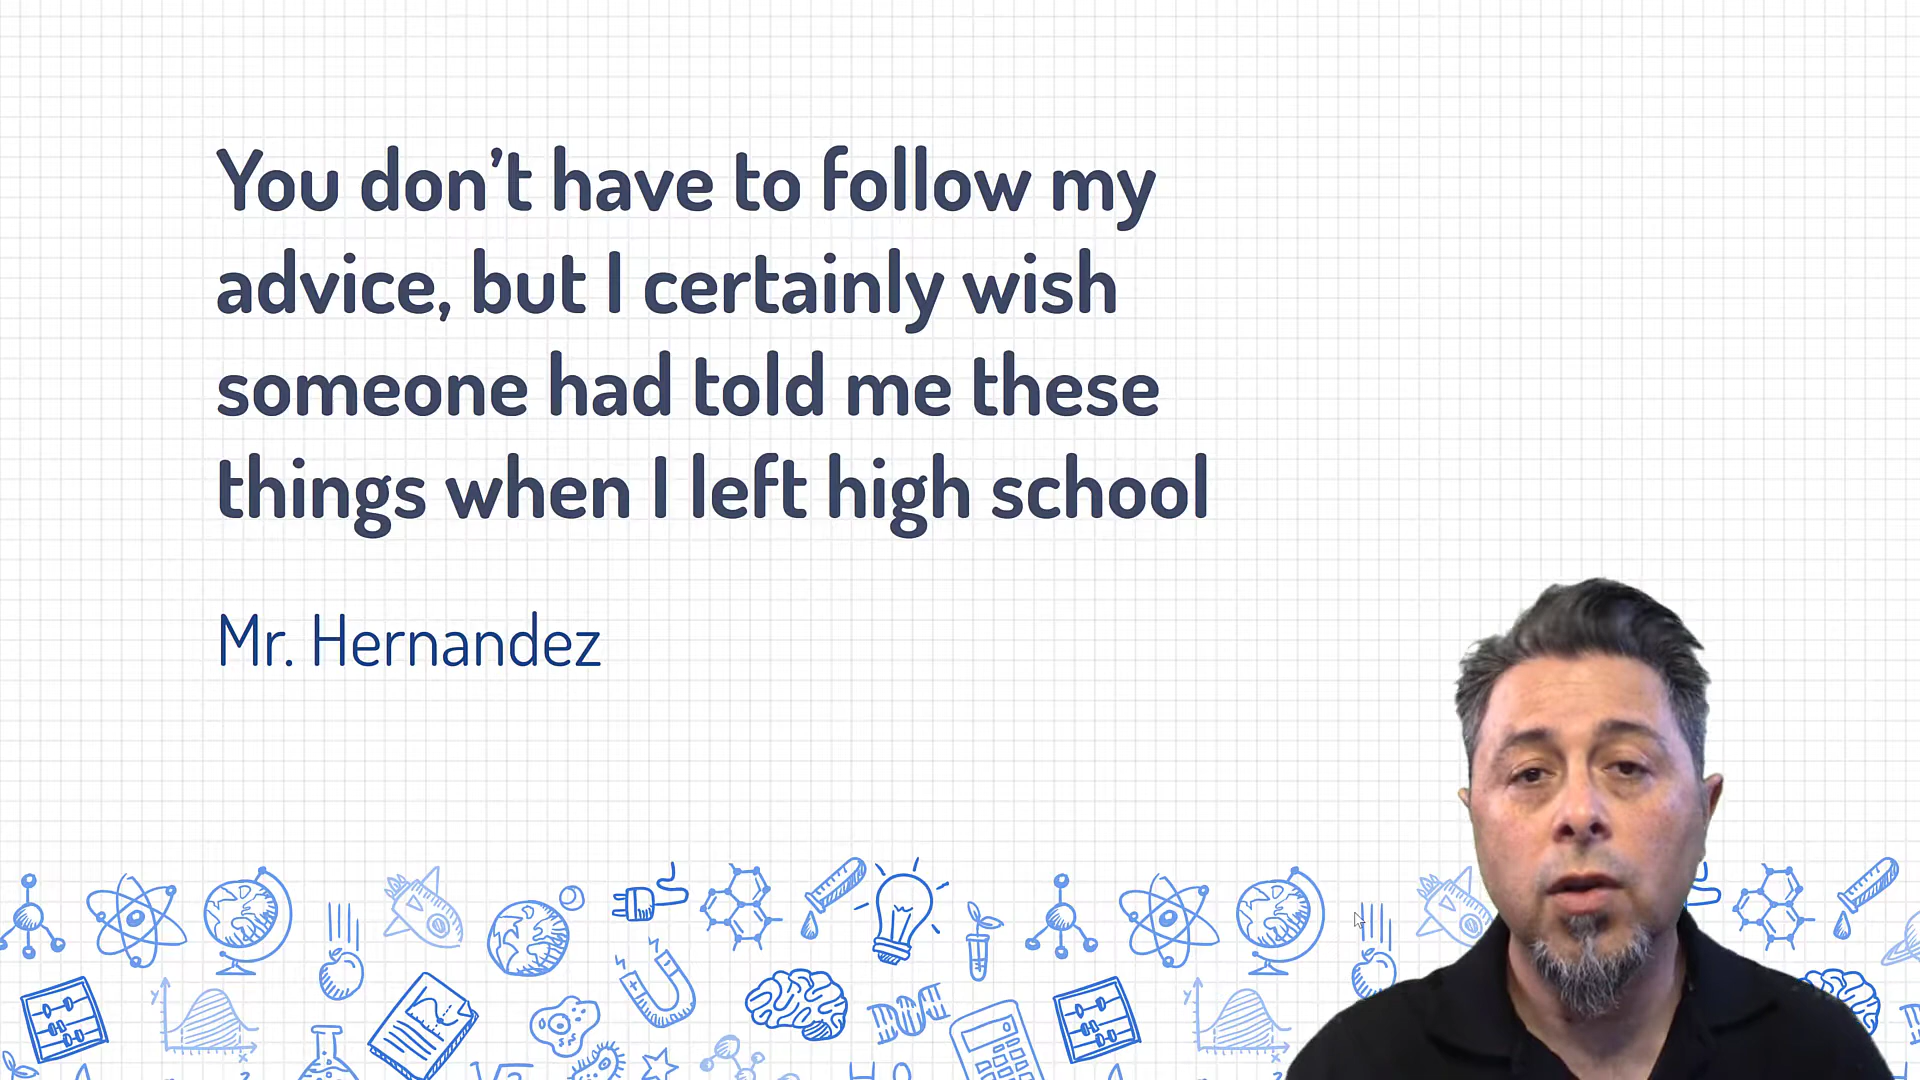 You don’t have to follow my
advice, but I certainly wish
someone had told me these
things when I left high school
Mr. Hernandez